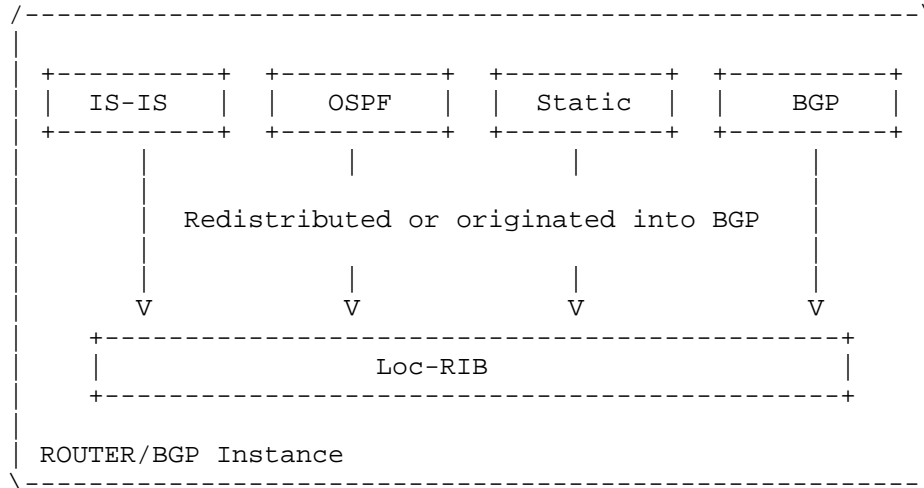 IS-IS OSPF Static BGP
Redistributed or originated into BGP
V V V V
Loc-RIB
ROUTER/BGP Instance